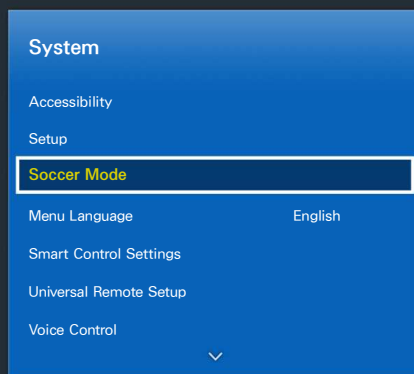 System
Accessibility
Setup
Soccer Mode
Menu Language English
Smart Control Settings
Universal Remote Setup
Voice Control